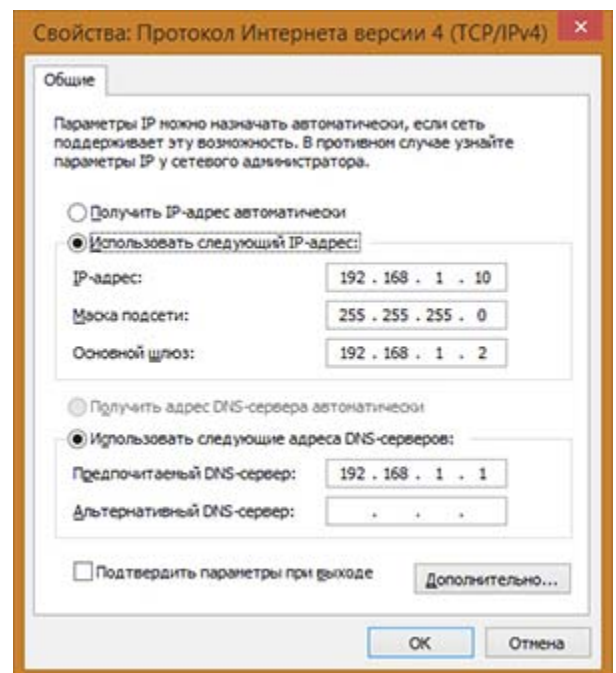 Свойства: Протокол Интернета версии 4 (TCP/IPv4)
Общие
Параметры IP можно назначать автоматически, если сеть
поддерживает эту возможность. В противном случае узнайте
параметры IP у сетевого администратора.
Получить IP-адрес автоматически
Использовать следующий IP-адрес:
IP-адрес: 192 . 168 . 1 . 10
Маска подсети: 255 . 255 . 255 . 0
Основной шлюз: 192 . 168 . 1 . 2
Получить адрес DNS-сервера автоматически
Использовать следующие адреса DNS-серверов:
Предпочитаемый DNS-сервер: 192 . 168 . 1 . 1
Альтернативный DNS-сервер: . . .
Подтвердить параметры при выходе
Дополнительно...
OK Отмена